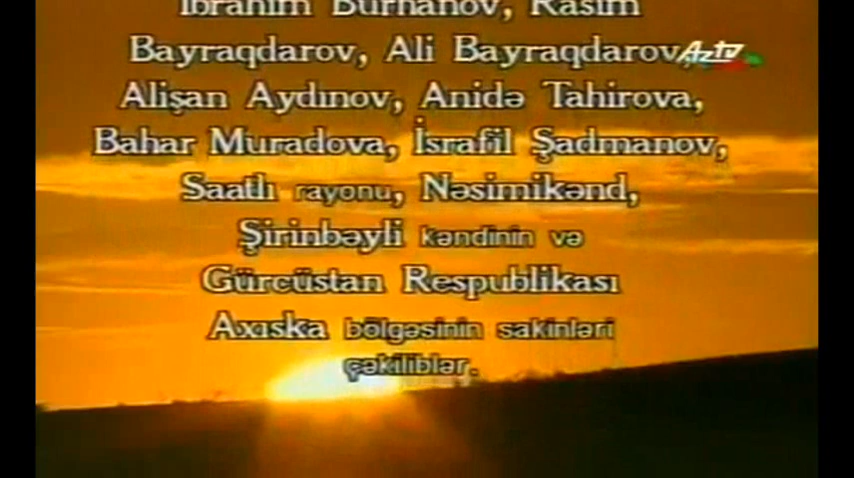 İbrahim Burhanov, Rasim
Bayraqdarov, Ali Bayraqdarov,
Aztv
Alişan Aydınov, Anidə Tahirova,
Bahar Muradova, İsrafil Şadmanov,
Saatlı rayonu, Nəsimikənd,
Şirinbəyli kəndinin və
Gürcüstan Respublikası
Axıska bölgəsinin sakinləri
çəkiliblər.